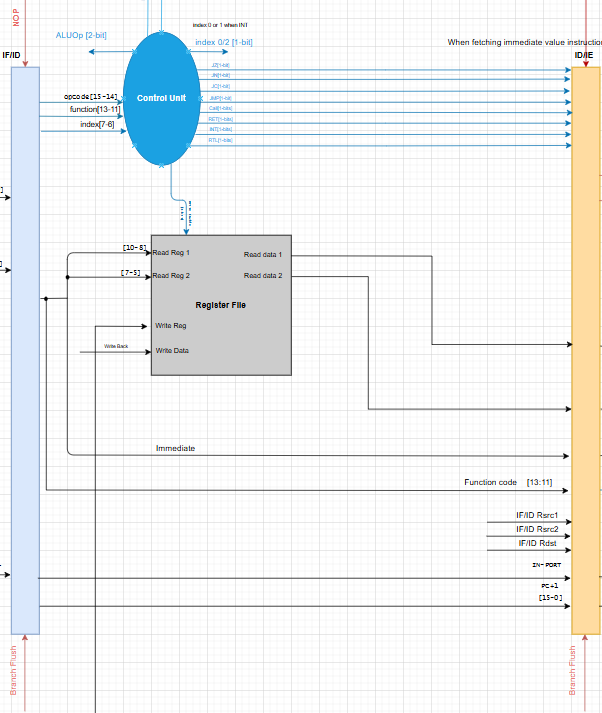 NOP
IF/ID
ALUOp [2-bit]
index 0 or 1 when INT
index 0/2 [1-bit]
When fetching immediate value instructio
ID/IE
JZ[1-bit]
JN[1-bit]
JC[1-bit]
JMP[1-bit]
Call[1-bits]
RET[1-bits]
INT[1-bits]
RTL[1-bits]
opcode[15-14]
function[13-11]
index[7-6]
Control Unit
[10-8]
Read Reg 1
Read data 1
[7-5]
Read Reg 2
Read data 2
Register File
Write Reg
Write Back
Write Data
Immediate
Function code [13:11]
IF/ID Rsrc1
IF/ID Rsrc2
IF/ID Rdst
IN-PORT
PC+1
[15-0]
Branch Flush
Branch Flush